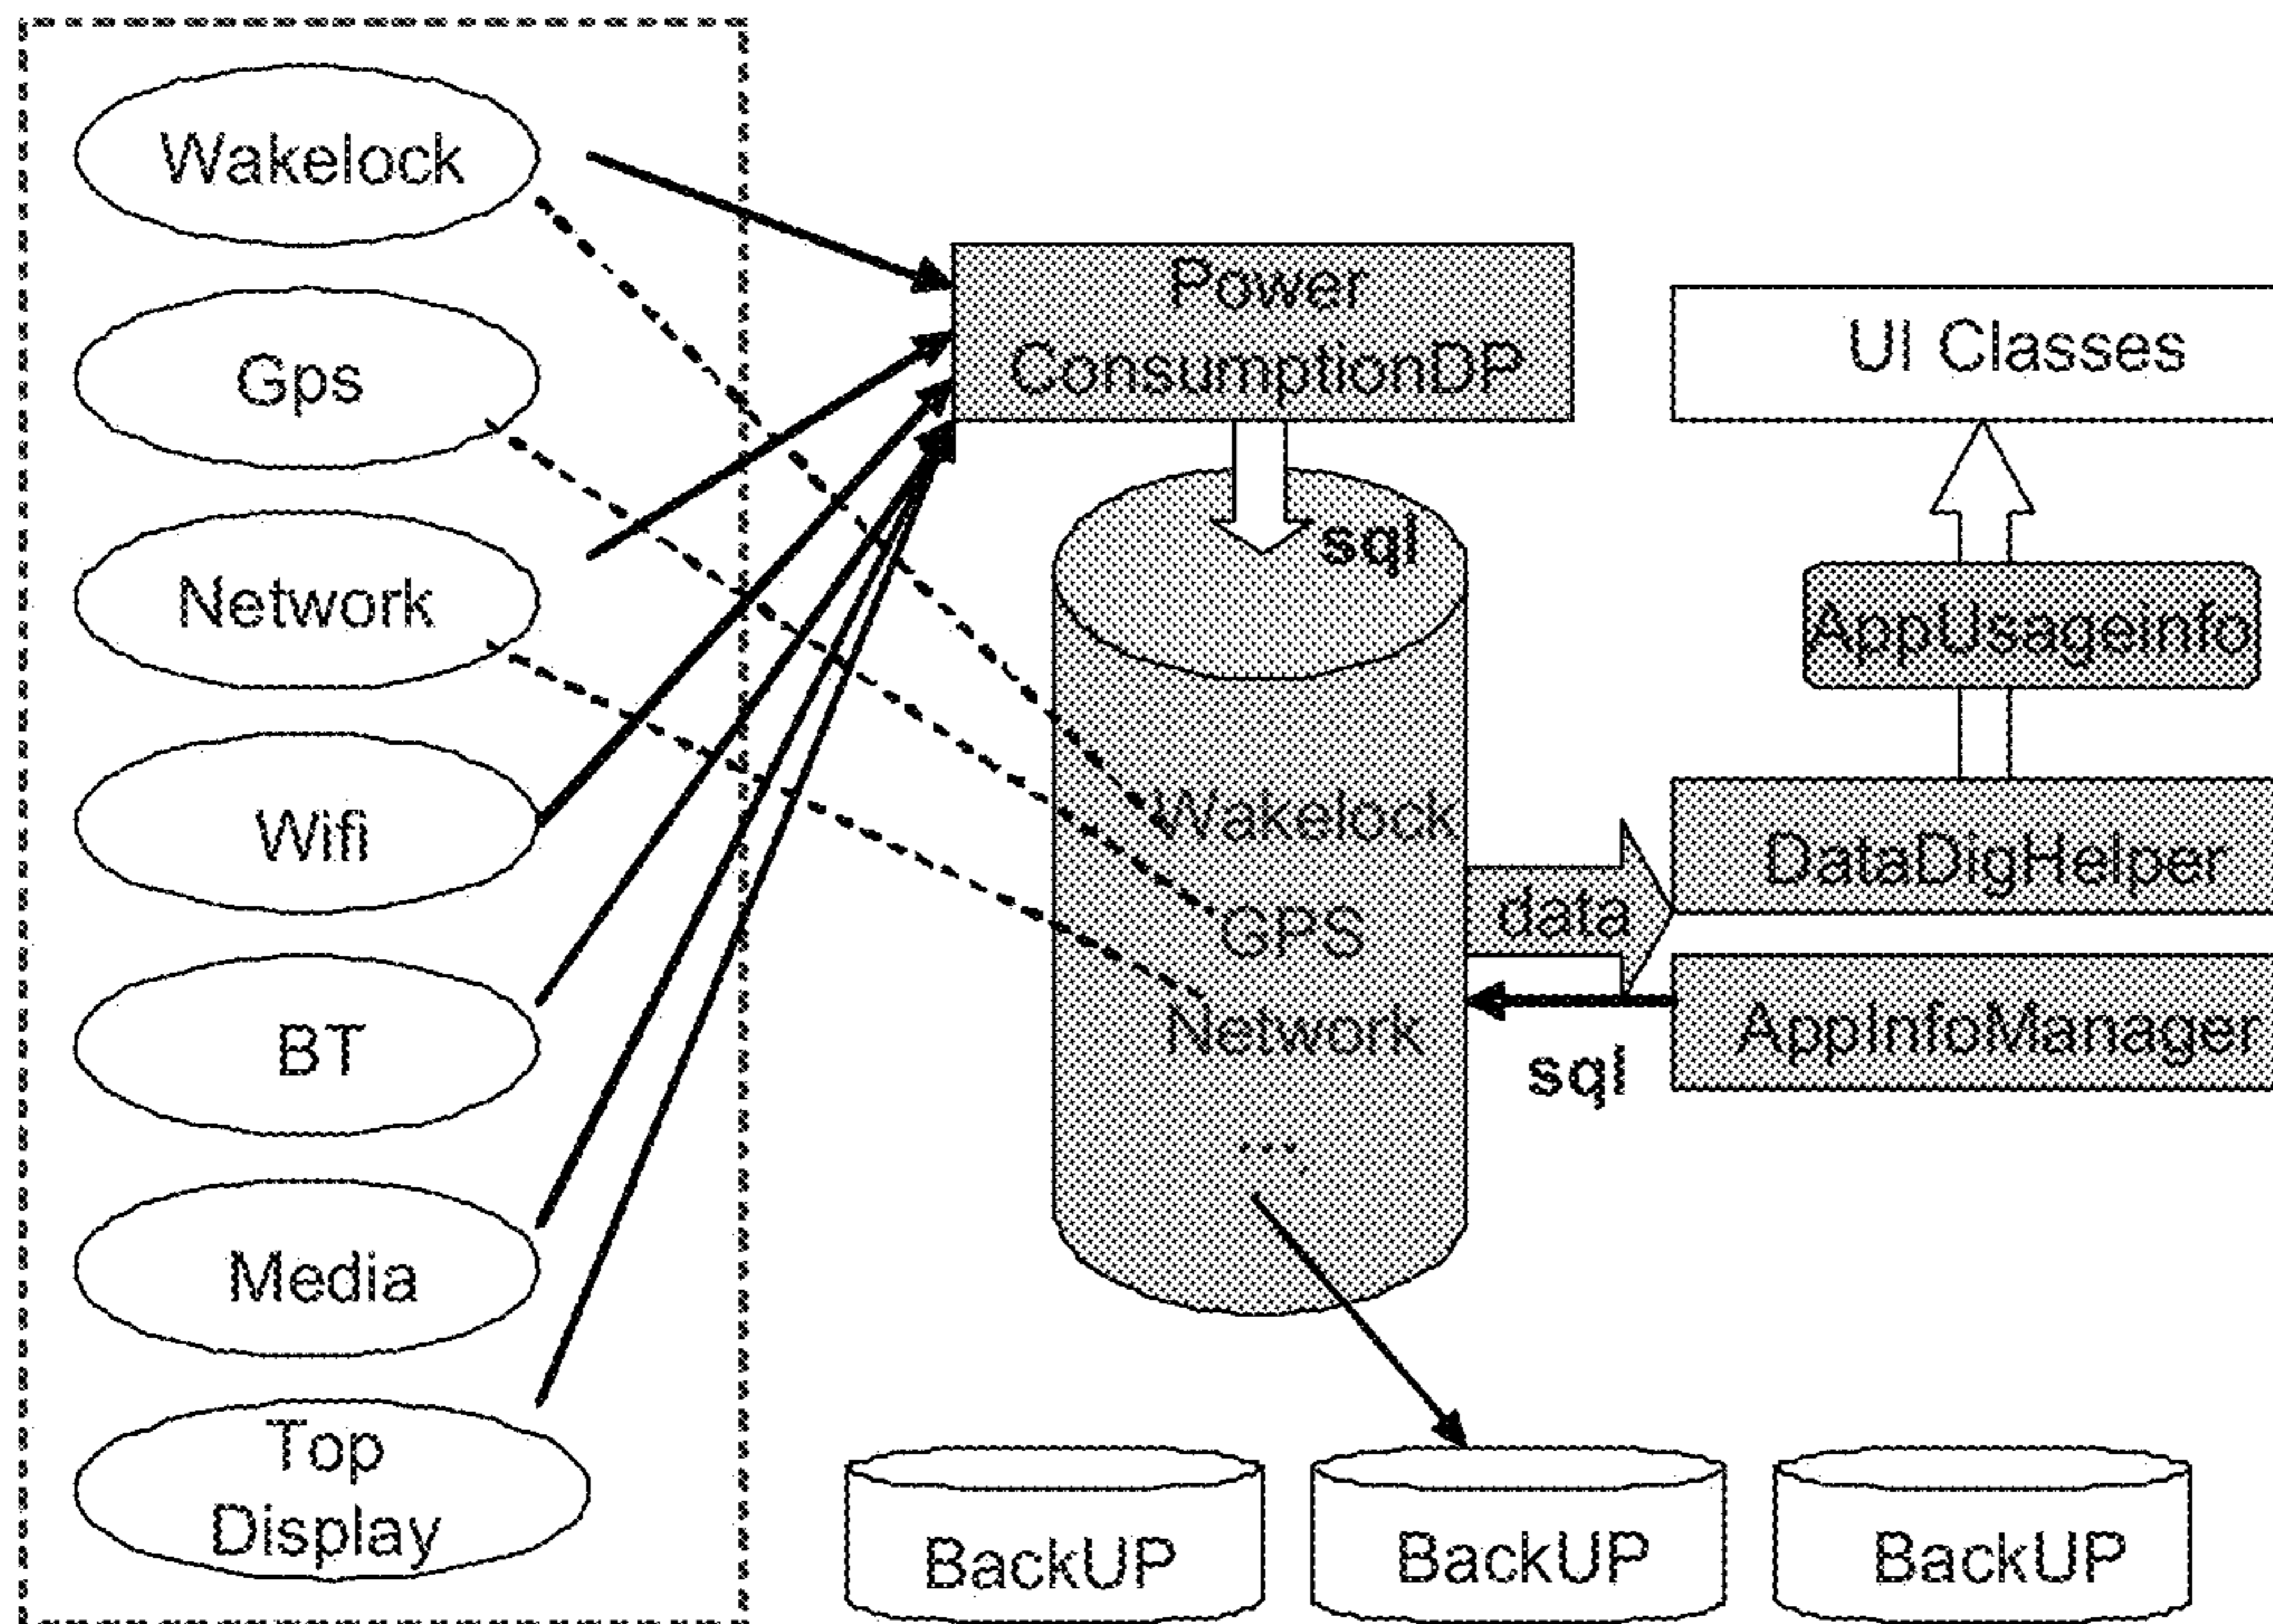 Wakelock
Gps
Network
Wifi
BT
Media
Top
Display
Power
ConsumptionDP
sql
Wakelock
GPS
Network
...
data
sql
UI Classes
AppUsageinfo
DataDigHelper
AppInfoManager
BackUP
BackUP
BackUP